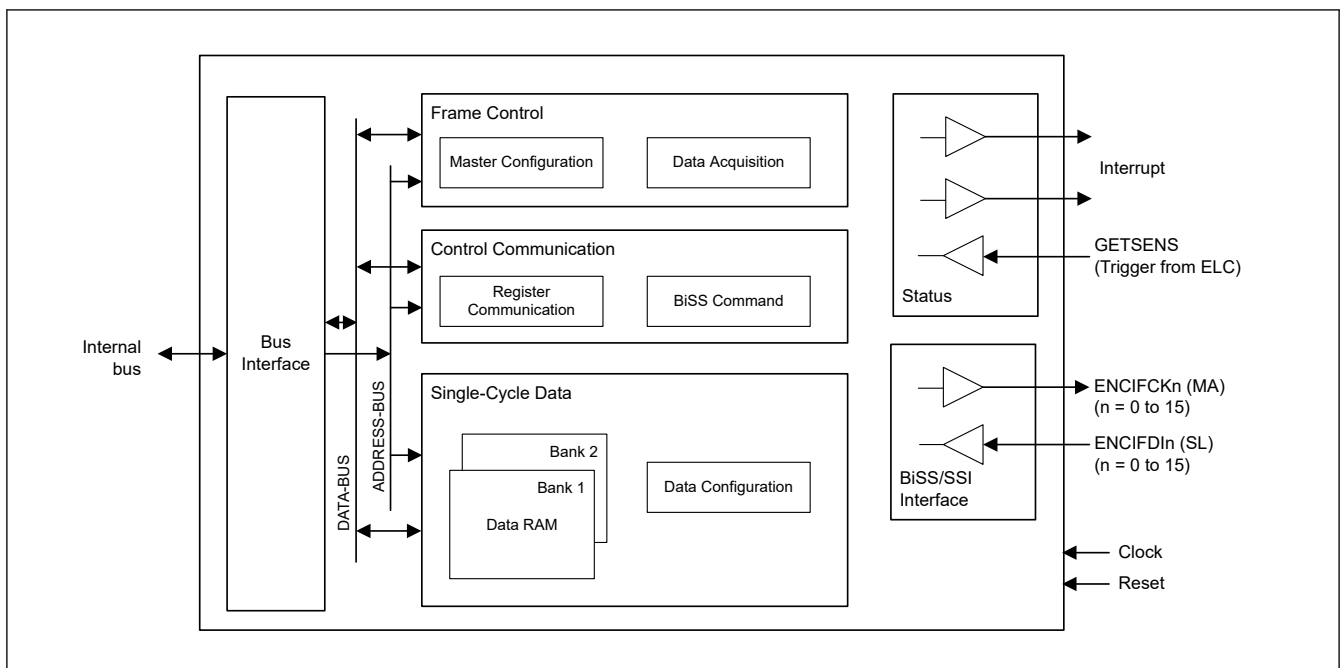 Internal
bus
Bus
Interface
DATA-BUS
ADDRESS-BUS
Frame Control
Master Configuration
Data Acquisition
Control Communication
Register
Communication
BiSS Command
Single-Cycle Data
Bank 2
Bank 1
Data RAM
Data Configuration
Status
Interrupt
GETSENS
(Trigger from ELC)
BiSS/SSI
Interface
ENCIFCKn (MA)
(n = 0 to 15)
ENCIFDIn (SL)
(n = 0 to 15)
Clock
Reset